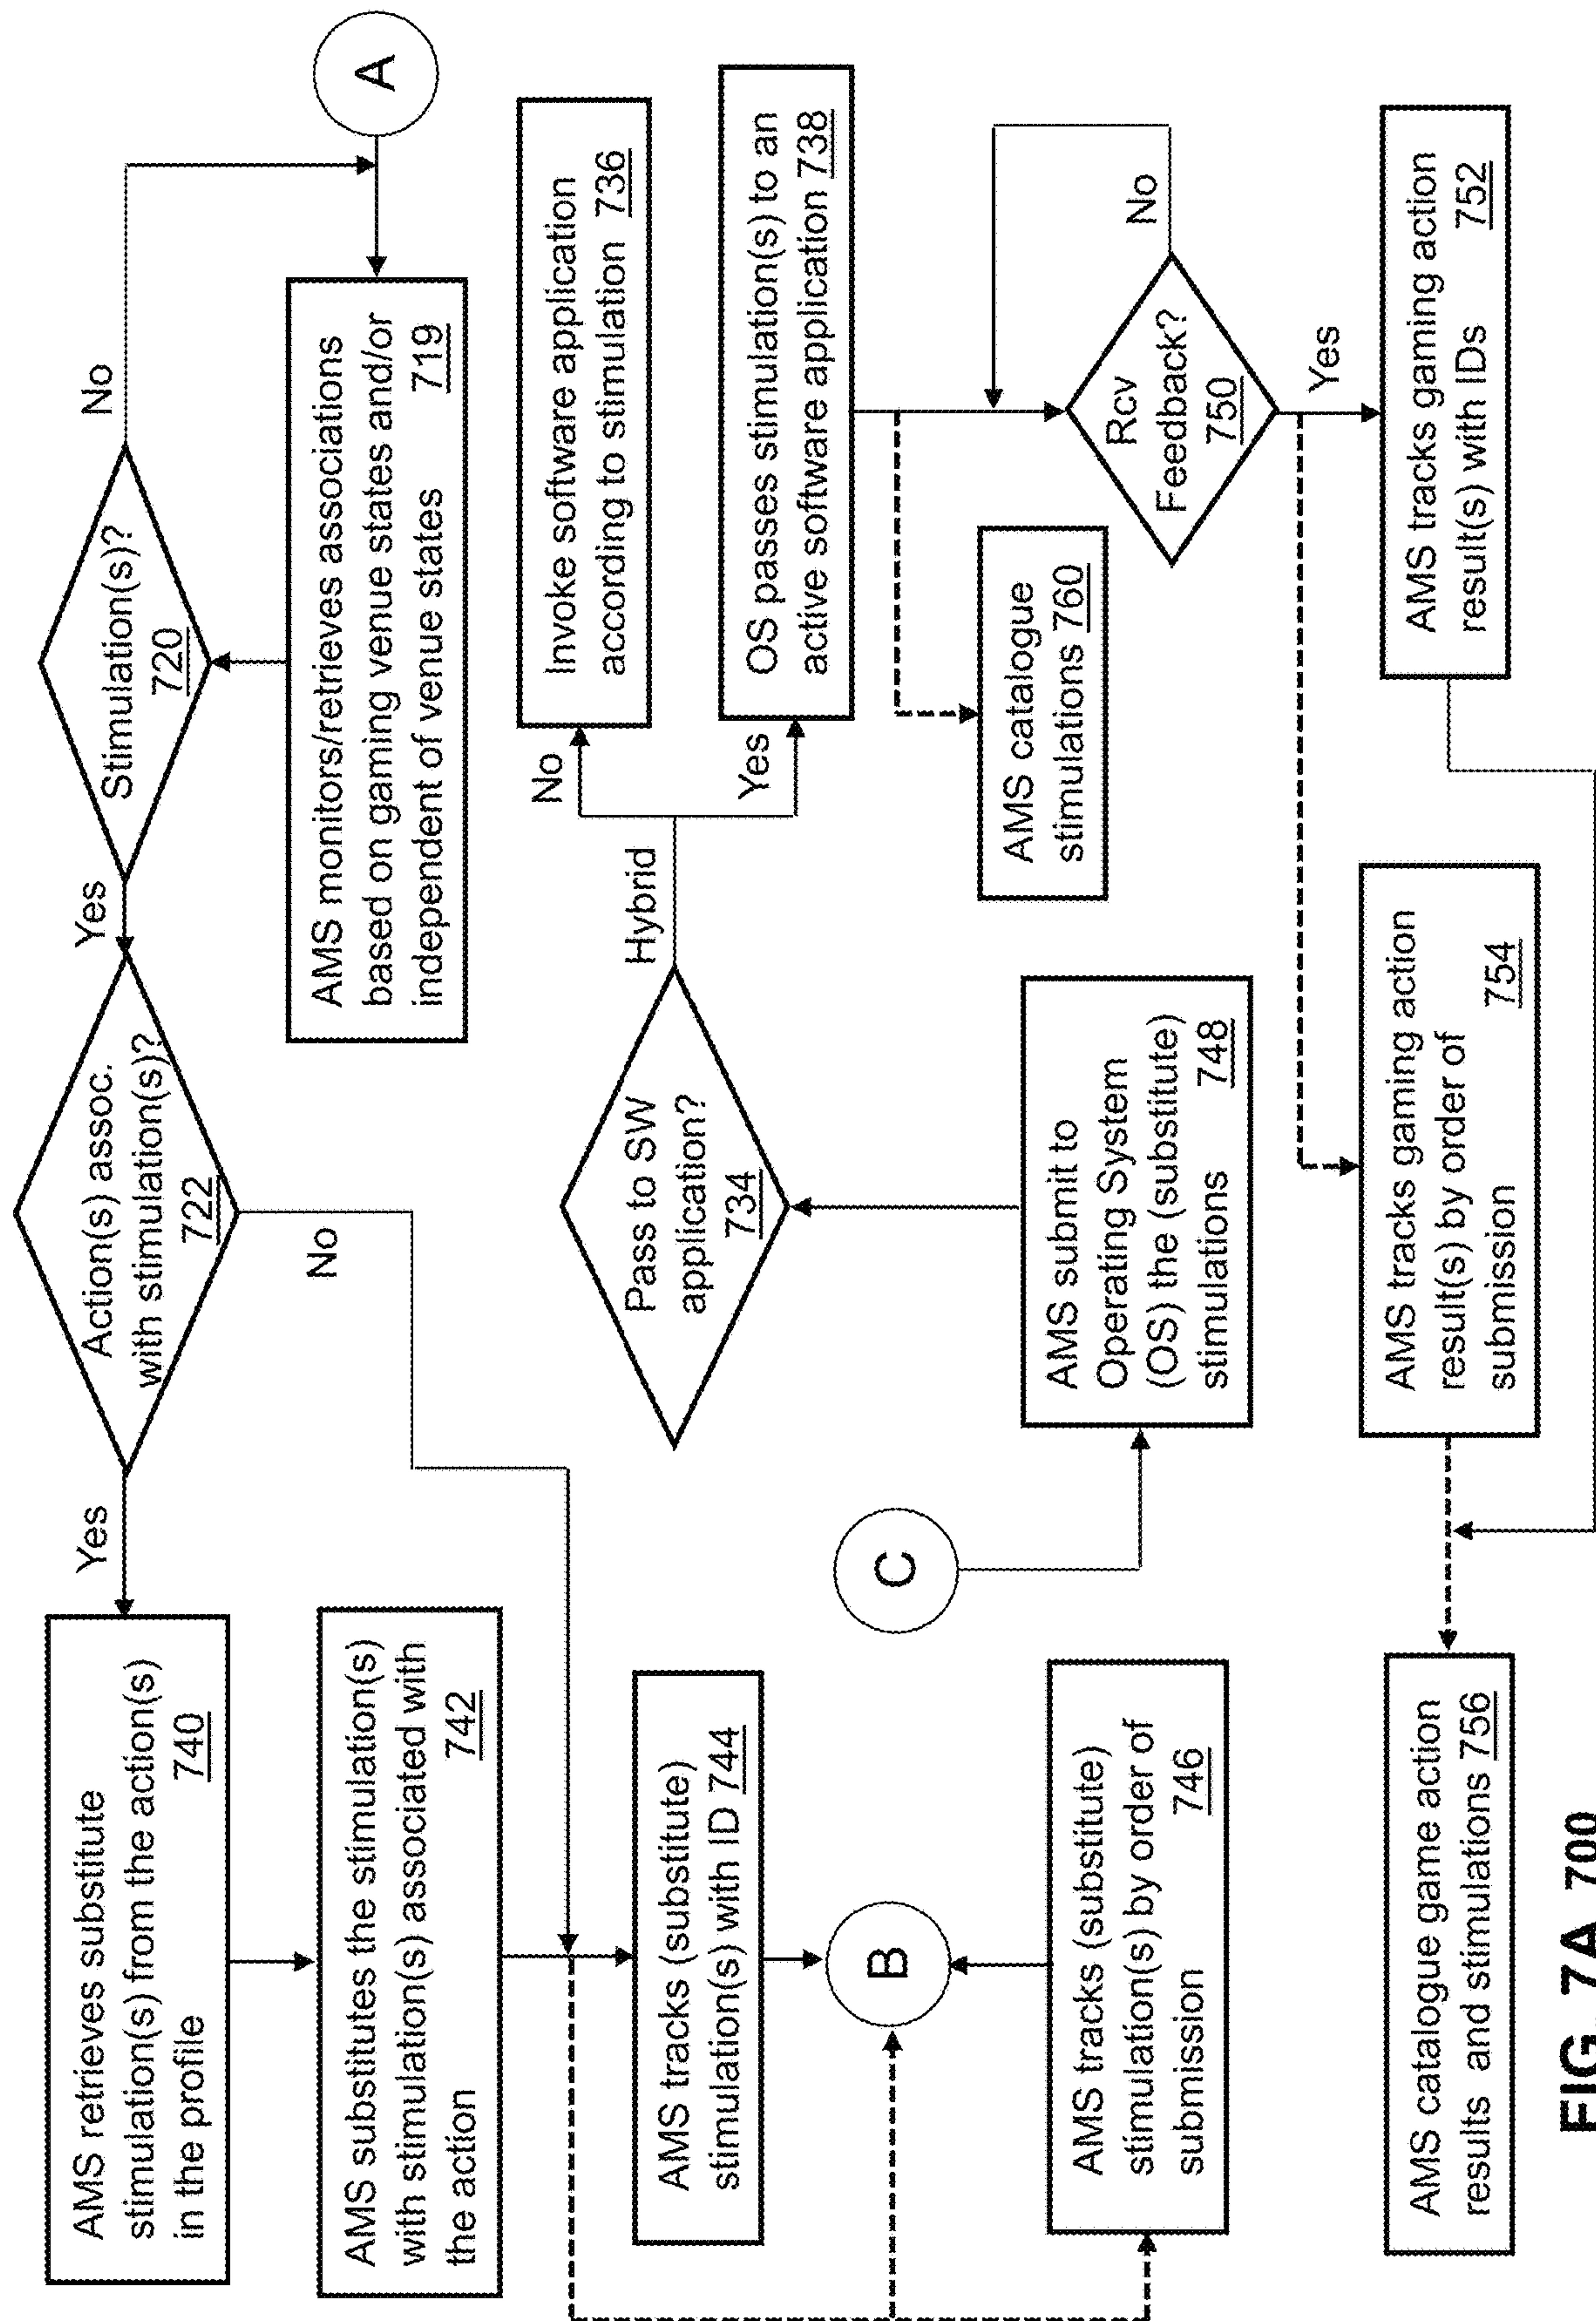 A
AMS monitors/retrieves associations
based on gaming venue states and/or
independent of venue states 719
Stimulation(s)?
720
No
Yes
Action(s) assoc.
with stimulation(s)?
722
No
Yes
AMS retrieves substitute
stimulation(s) from the action(s)
in the profile 740
AMS substitutes the stimulation(s)
with stimulation(s) associated with
the action 742
AMS tracks (substitute)
stimulation(s) with ID 744
B
AMS tracks (substitute)
stimulation(s) by order of
submission 746
C
AMS submit to
Operating System
(OS) the (substitute)
stimulations 748
Pass to SW
application?
734
Hybrid
No
Yes
Invoke software application
according to stimulation 736
OS passes stimulation(s) to an
active software application 738
AMS catalogue
stimulations 760
Rcv
Feedback?
750
No
Yes
AMS tracks gaming action
result(s) with IDs 752
AMS tracks gaming action
result(s) by order of
submission 754
AMS catalogue game action
results and stimulations 756
FIG. 7A 700